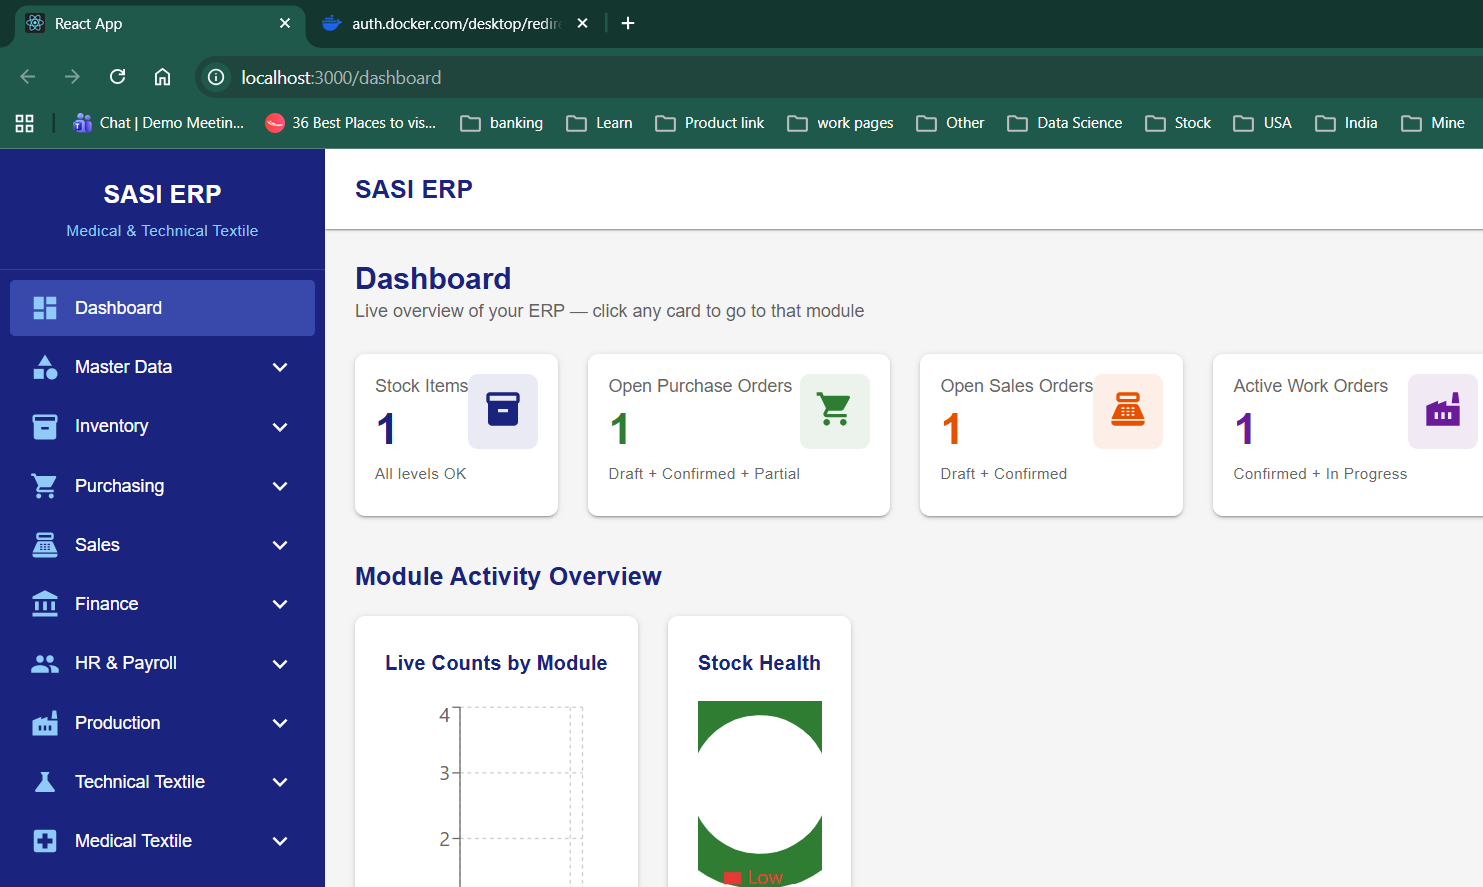 React App
auth.docker.com/desktop/redire
localhost:3000/dashboard
Chat | Demo Meetin...
36 Best Places to vis...
banking
Learn
Product link
work pages
Other
Data Science
Stock
USA
India
Mine
SASI ERP
Medical & Technical Textile
Dashboard
Master Data
Inventory
Purchasing
Sales
Finance
HR & Payroll
Production
Technical Textile
Medical Textile
SASI ERP
Dashboard
Live overview of your ERP — click any card to go to that module
Stock Items
1
All levels OK
Open Purchase Orders
1
Draft + Confirmed + Partial
Open Sales Orders
1
Draft + Confirmed
Active Work Orders
1
Confirmed + In Progress
Module Activity Overview
Live Counts by Module
4
3
2
Stock Health
Low